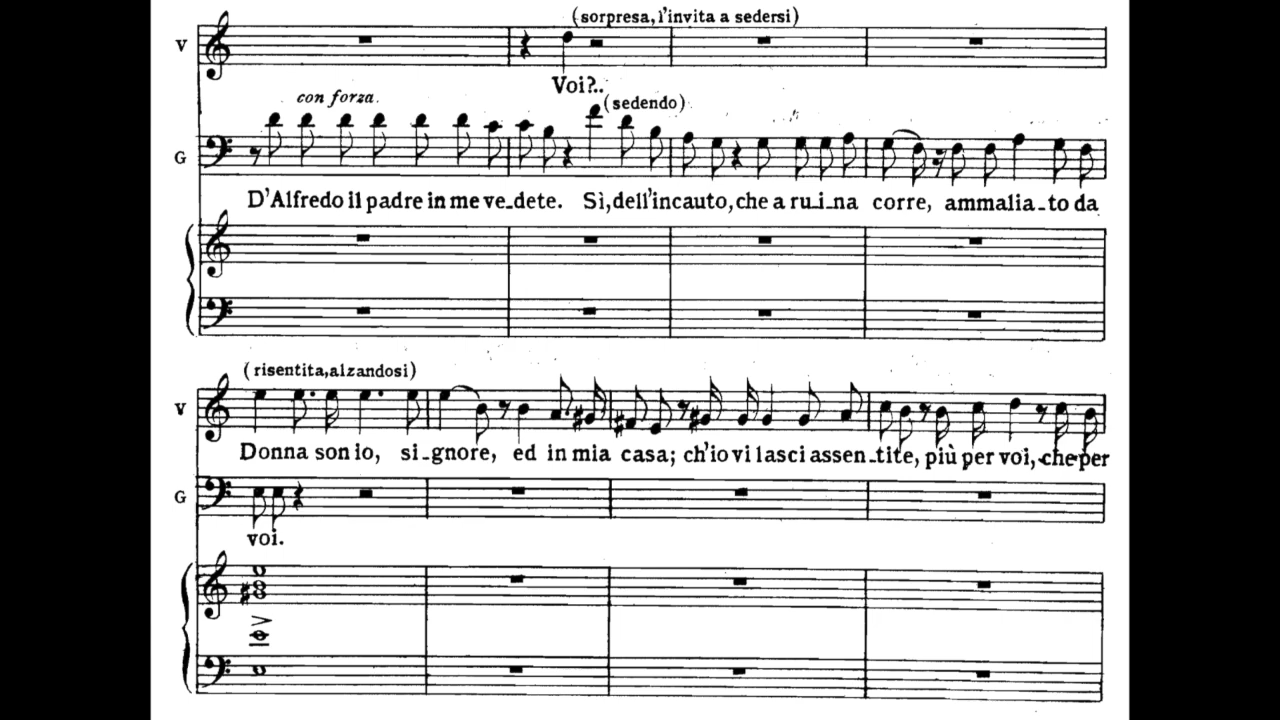 (sorpresa, l'invita a sedersi)
V
Voi?..
con forza.
(sedendo)
G
D'Alfredo il padre in me ve_dete. Sì, dell'incauto, che a ru_i_na corre, ammalia_to da
(risentita, alzandosi)
V
Donna son io, si_gnore, ed in mia casa; ch'io vi lasci assen_tite, più per voi, che per
G
voi.